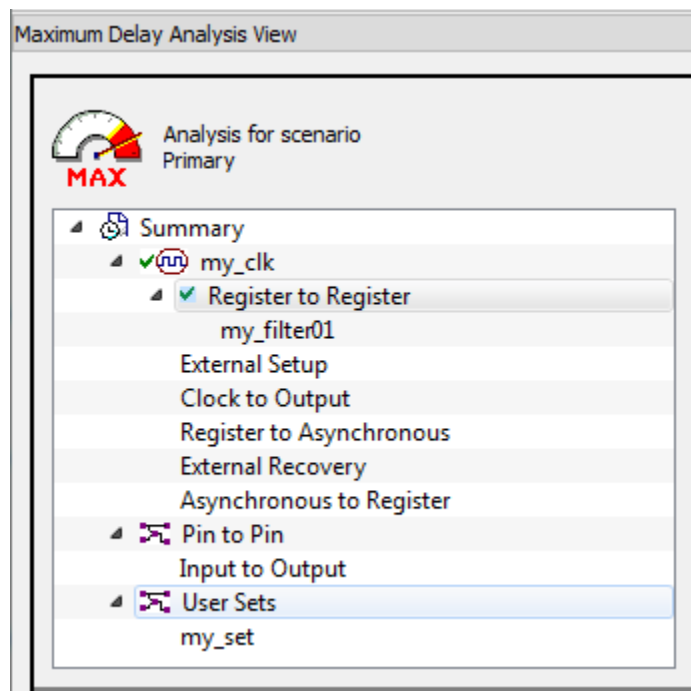 Maximum Delay Analysis View
Analysis for scenario
Primary
MAX
Summary
my_clk
Register to Register
my_filter01
External Setup
Clock to Output
Register to Asynchronous
External Recovery
Asynchronous to Register
Pin to Pin
Input to Output
User Sets
my_set